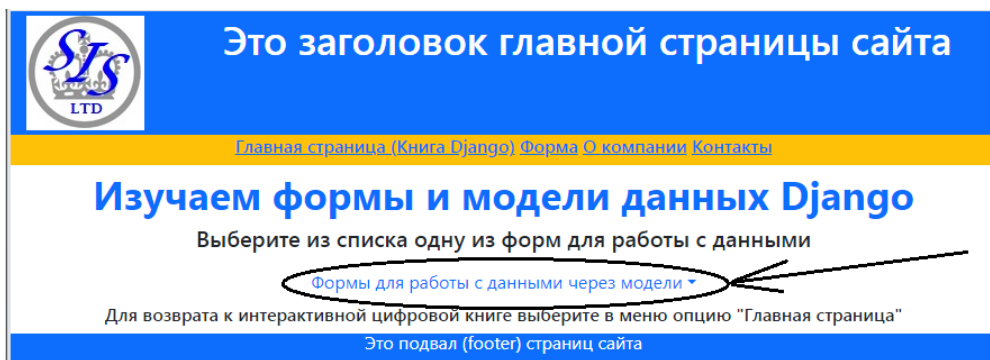 SIS
LTD
Это заголовок главной страницы сайта
Главная страница (Книга Django) Форма О компании Контакты
Изучаем формы и модели данных Django
Выберите из списка одну из форм для работы с данными
Формы для работы с данными через модели
Для возврата к интерактивной цифровой книге выберите в меню опцию "Главная страница"
Это подвал (footer) страниц сайта